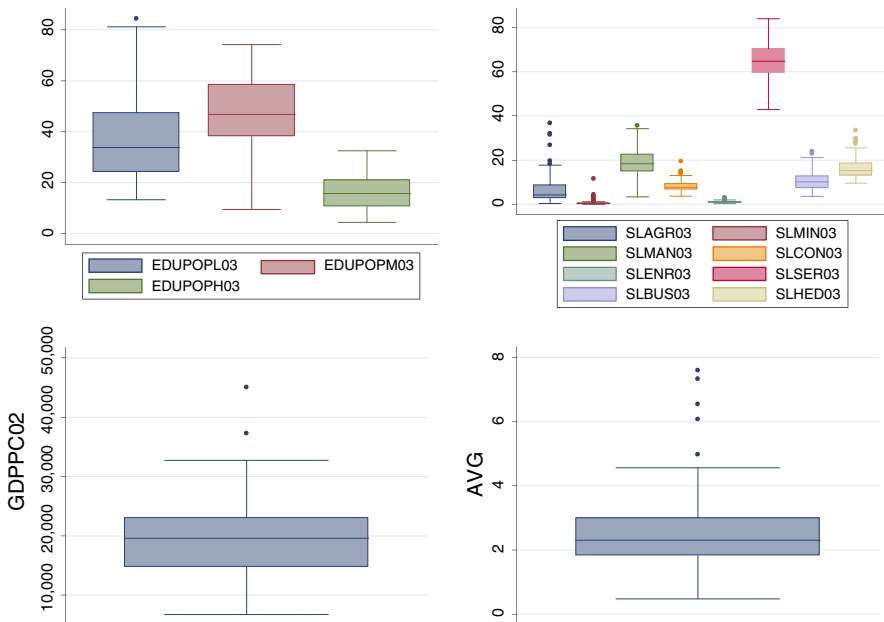 80
60
40
20
0
EDUPOPL03 EDUPOPM03
EDUPOPH03
80
60
40
20
0
SLAGR03 SLMIN03
SLMAN03 SLCON03
SLENR03 SLSER03
SLBUS03 SLHED03
GDPPC02
50,000
40,000
30,000
20,000
10,000
AVG
8
6
4
2
0